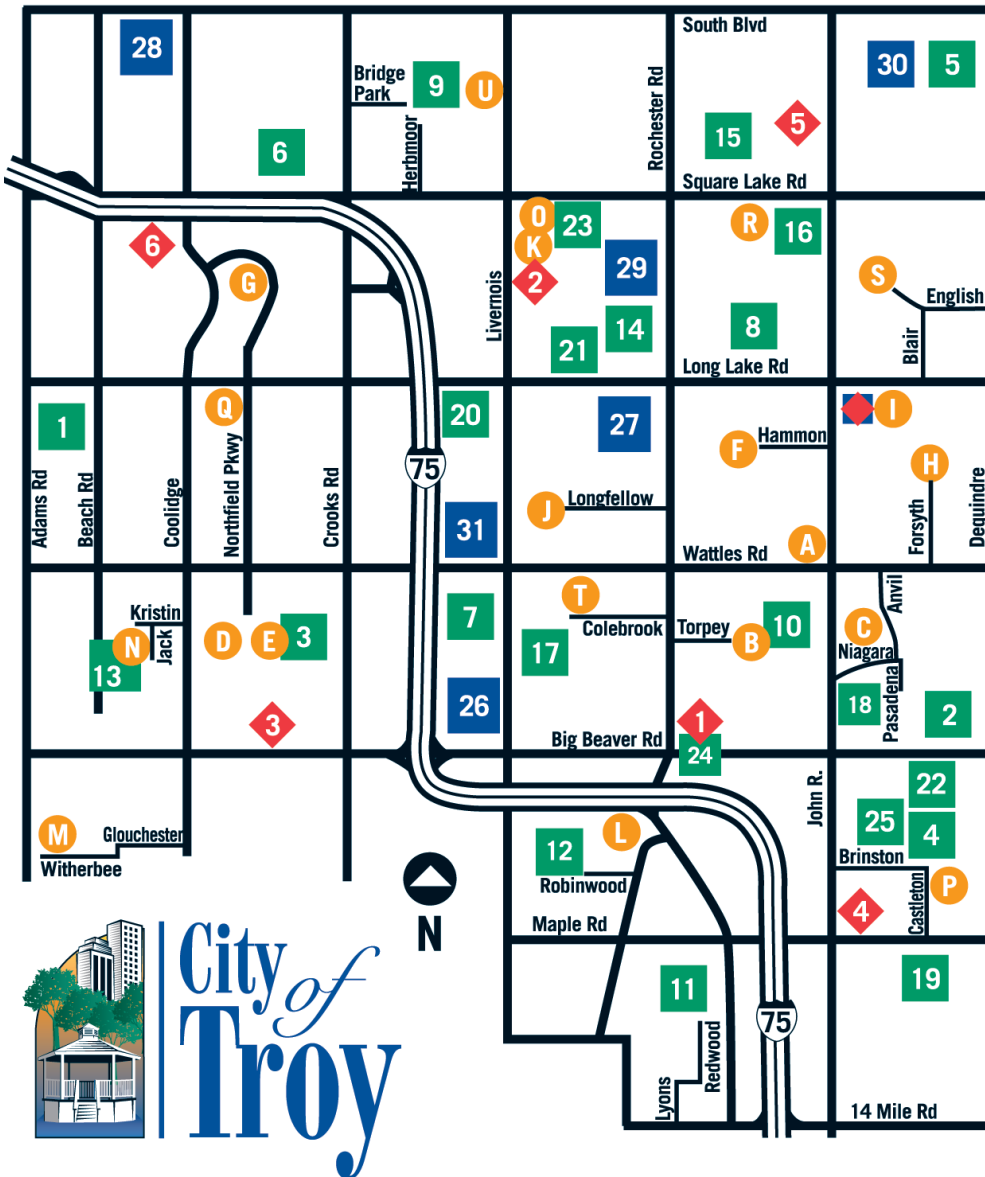 South Blvd
28
30
5
Bridge
Park
9
U
Rochester Rd
5
15
6
Herbmoor
Square Lake Rd
O
23
R
16
6
K
2
29
G
S
English
Livernois
8
14
21
Blair
Long Lake Rd
1
Q
20
27
I
Hammon
F
75
H
Adams Rd
Beach Rd
Coolidge
Northfield Pkwy
Crooks Rd
J
Longfellow
Forsyth
Dequindre
31
Wattles Rd
A
Kristin
Jack
N
13
D
E
3
7
T
Colebrook
17
Torpey
B
10
Anvil
C
Niagara
Pasadena
18
2
3
26
1
Big Beaver Rd
24
John R.
22
25
4
M
Glouchester
Witherbee
L
12
Robinwood
Brinston
P
Castleton
4
Maple Rd
N
11
19
75
Redwood
Lyons
14 Mile Rd
City of
Troy